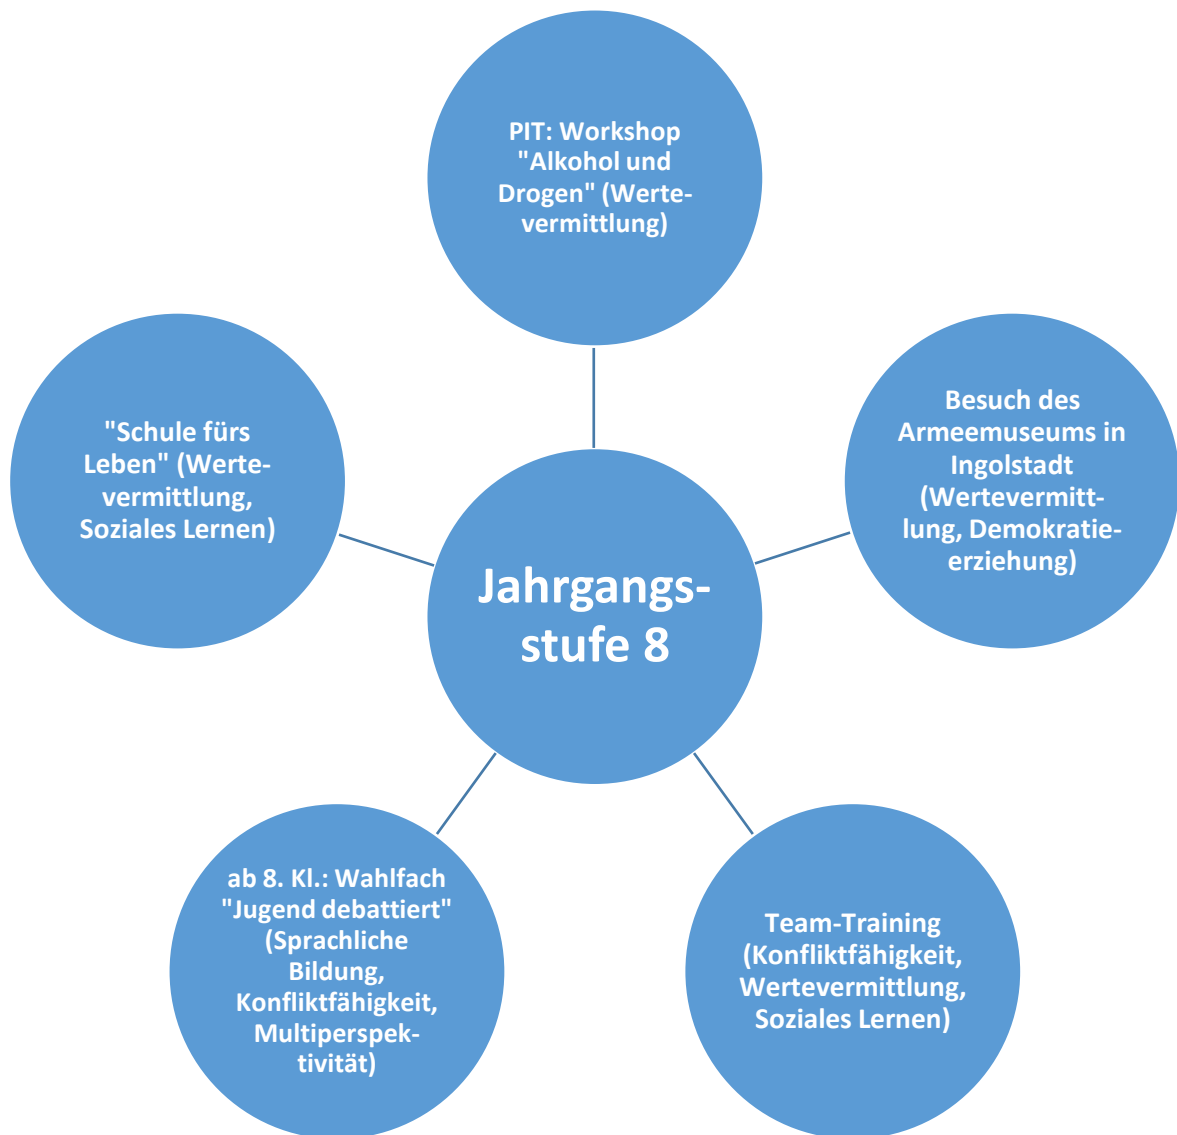 PIT: Workshop
"Alkohol und
Drogen" (Werte-
vermittlung)
Besuch des
Armeemuseums in
Ingolstadt
(Wertevermitt-
lung, Demokratie-
erziehung)
Team-Training
(Konfliktfähigkeit,
Wertevermittlung,
Soziales Lernen)
ab 8. Kl.: Wahlfach
"Jugend debattiert"
(Sprachliche
Bildung,
Konfliktfähigkeit,
Multiperspek-
tivität)
"Schule fürs
Leben" (Werte-
vermittlung,
Soziales Lernen)
Jahrgangs-
stufe 8